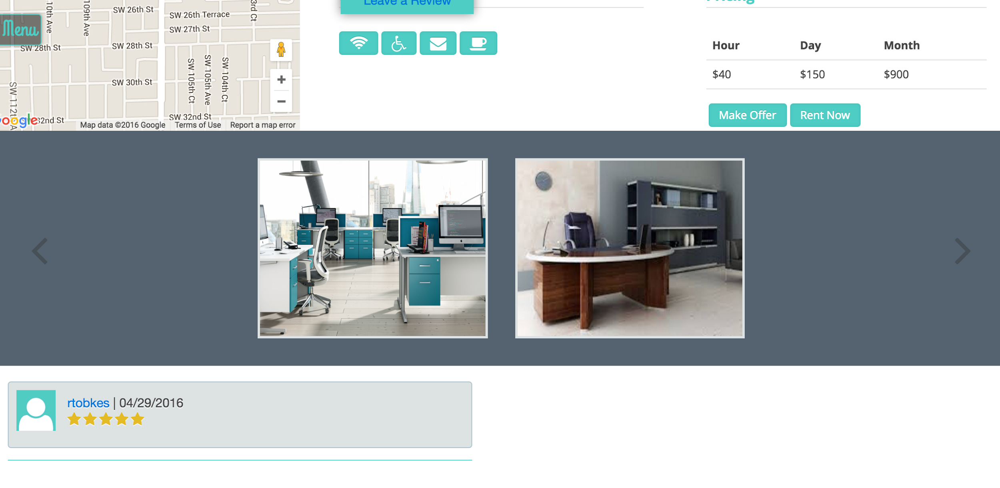 Menu
10th Ave
109th Ave
SW 26th St
SW 26th Terrace
3rd Ct
SW 27th St
SW 28th St
SW 28th St
SW 30th St
SW 105th Ct
SW 105th Ave
SW 104th Ct
SW 112t
A
SW 32nd St
32nd St
oogle
Map data ©2016 Google
Terms of Use
Report a map error
Leave a Review
Pricing
Hour Day Month
$40 $150 $900
Make Offer Rent Now
rtobkes | 04/29/2016